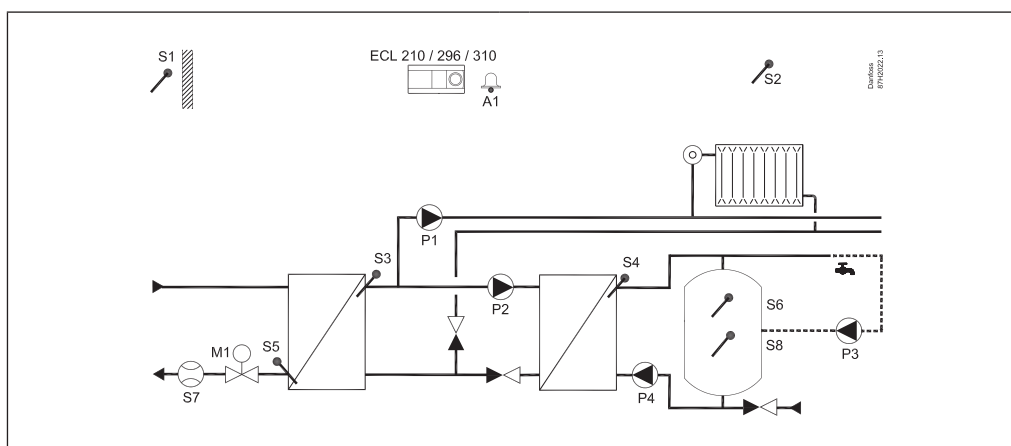 S1
ECL 210 / 296 / 310
A1
S2
Danfoss
87H2022.13
P1
S3
S4
P2
S6
S8
P3
M1
S5
S7
P4